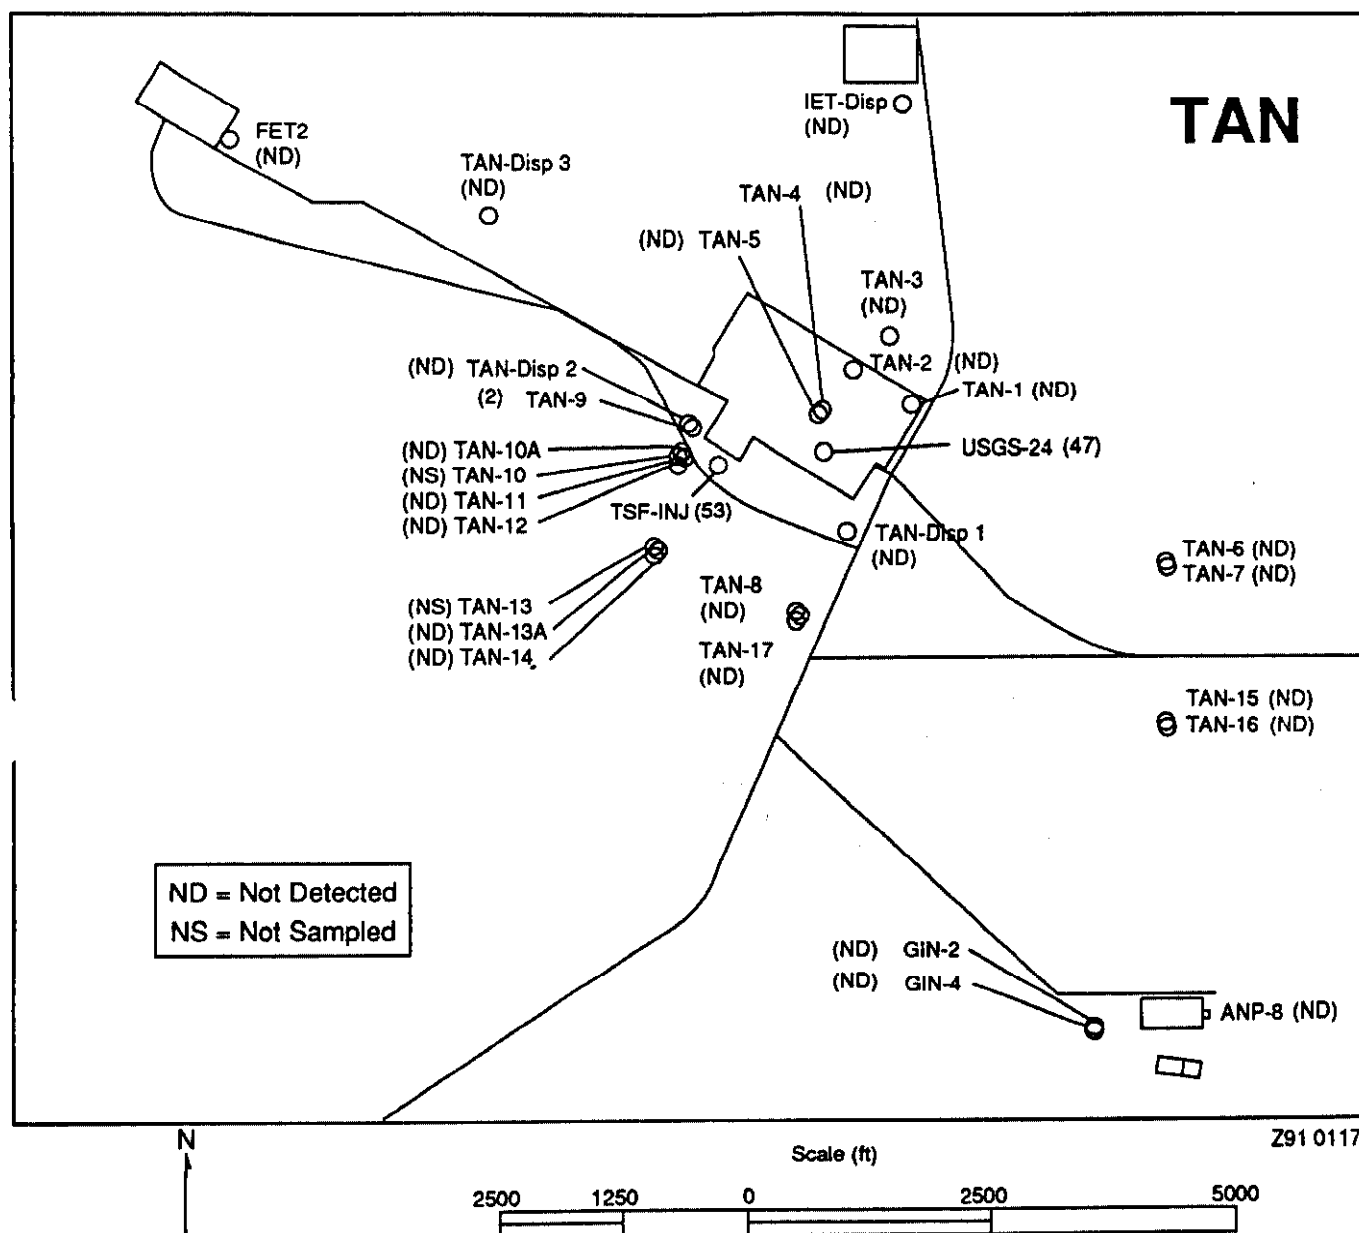 TAN
IET-Disp
(ND)
FET2
(ND)
TAN-Disp 3
(ND)
TAN-4 (ND)
(ND) TAN-5
TAN-3
(ND)
(ND) TAN-Disp 2
TAN-2 (ND)
(2) TAN-9
TAN-1 (ND)
(ND) TAN-10A
USGS-24 (47)
(NS) TAN-10
(ND) TAN-11
TSF-INJ (53)
(ND) TAN-12
TAN-Disp 1
(ND)
TAN-6 (ND)
TAN-7 (ND)
TAN-8
(ND)
(NS) TAN-13
(ND) TAN-13A
(ND) TAN-14
TAN-17
(ND)
TAN-15 (ND)
TAN-16 (ND)
ND = Not Detected
NS = Not Sampled
(ND) GIN-2
(ND) GIN-4
ANP-8 (ND)
Z91 0117
N
Scale (ft)
2500 1250 0 2500 5000